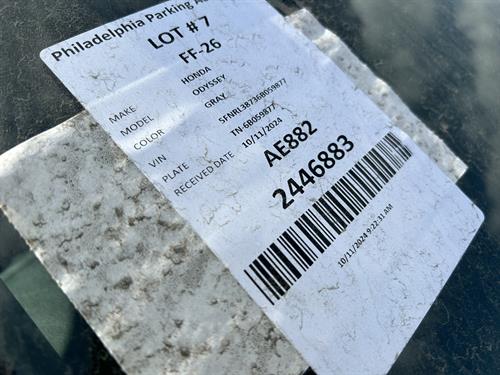 Philadelphia Parking
LOT # 7
FF-26
MAKE HONDA
MODEL ODYSSEY
COLOR GRAY
VIN 5FNRL38736B059877
PLATE TN 6B059877
RECEIVED DATE 10/11/2024
AE882
2446883
10/11/2024 9:22:31 AM